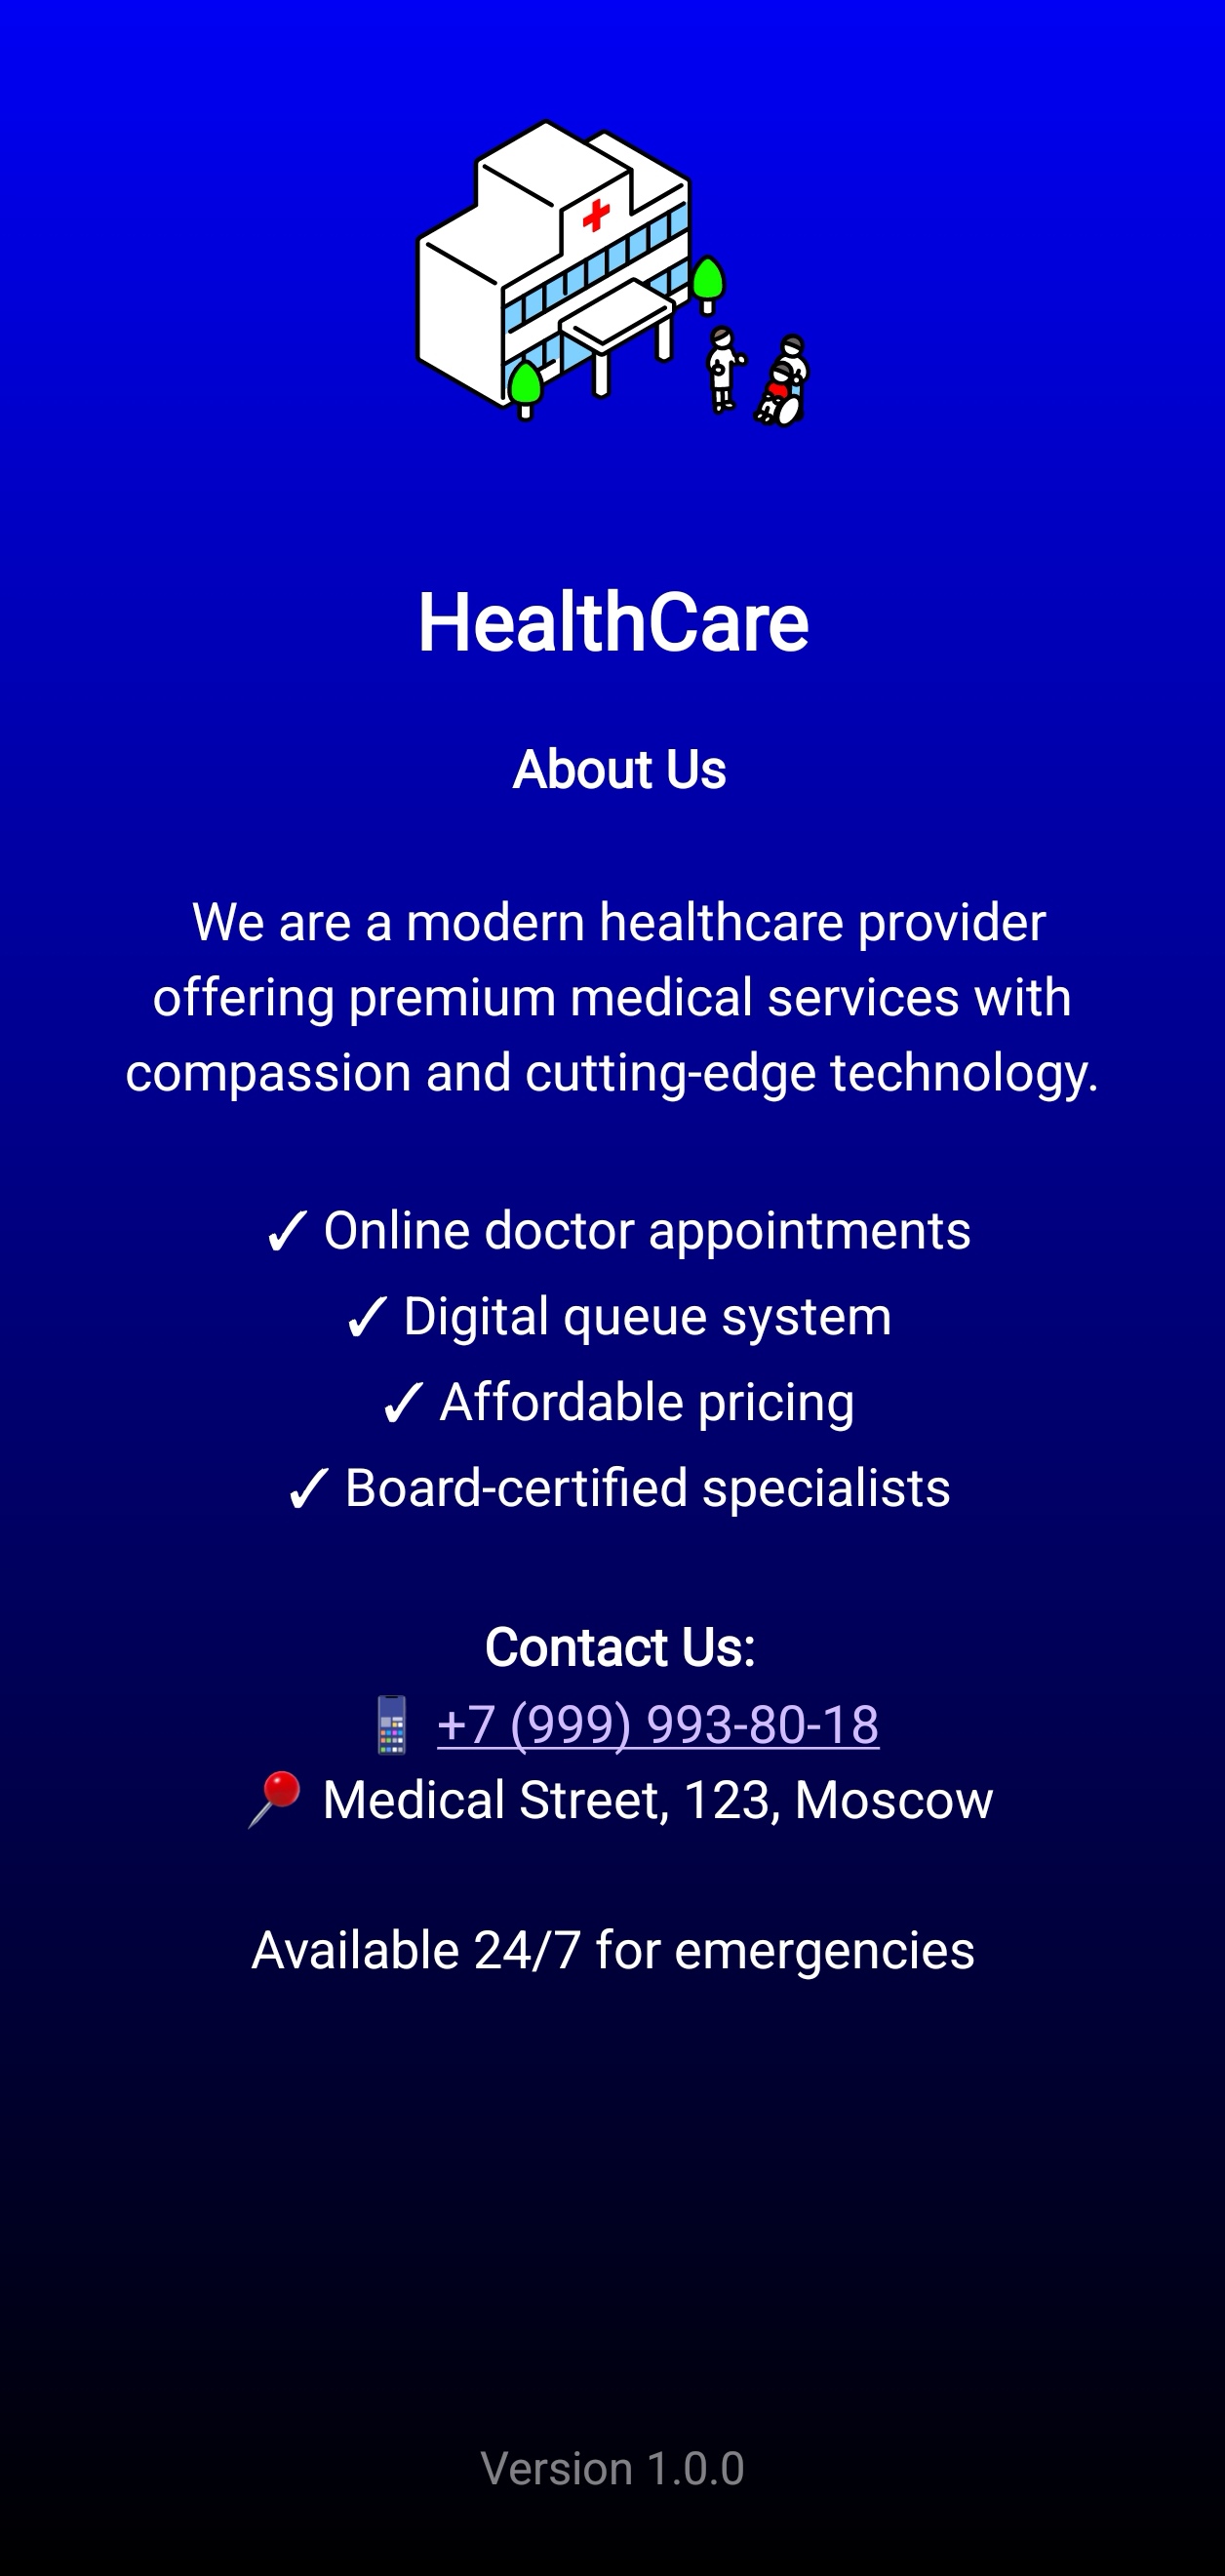 HealthCare
About Us
We are a modern healthcare provider
offering premium medical services with
compassion and cutting-edge technology.
✓ Online doctor appointments
✓ Digital queue system
✓ Affordable pricing
✓ Board-certified specialists
Contact Us:
📱 +7 (999) 993-80-18
📍 Medical Street, 123, Moscow
Available 24/7 for emergencies
Version 1.0.0